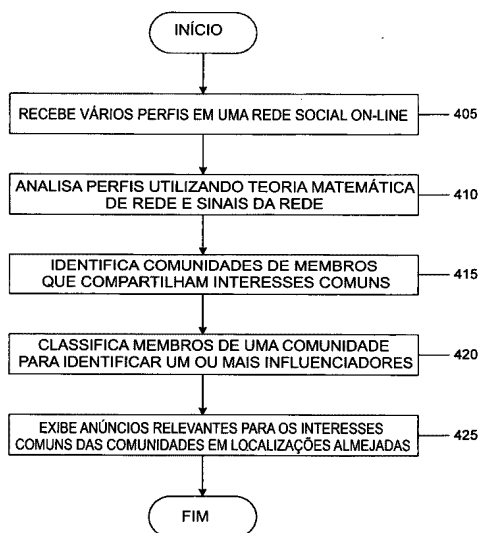 INÍCIO
RECEBE VÁRIOS PERFIS EM UMA REDE SOCIAL ON-LINE
405
ANALISA PERFIS UTILIZANDO TEORIA MATEMÁTICA
DE REDE E SINAIS DA REDE
410
IDENTIFICA COMUNIDADES DE MEMBROS
QUE COMPARTILHAM INTERESSES COMUNS
415
CLASSIFICA MEMBROS DE UMA COMUNIDADE
PARA IDENTIFICAR UM OU MAIS INFLUENCIADORES
420
EXIBE ANÚNCIOS RELEVANTES PARA OS INTERESSES
COMUNS DAS COMUNIDADES EM LOCALIZAÇÕES ALMEJADAS
425
FIM